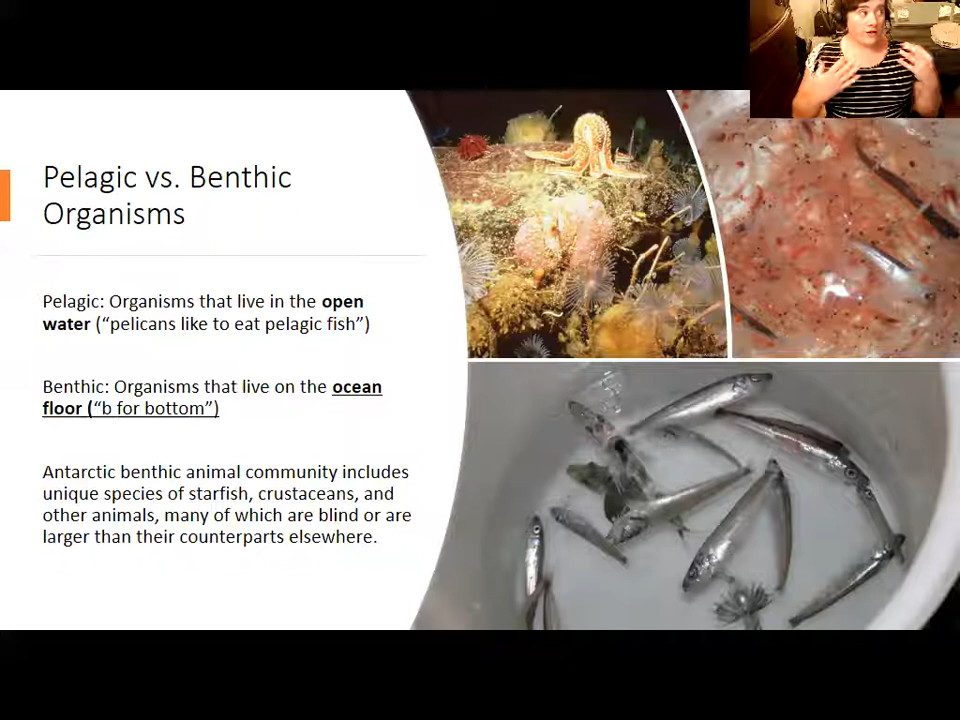 Pelagic vs. Benthic
Organisms
Pelagic: Organisms that live in the open
water (“pelicans like to eat pelagic fish”)
Benthic: Organisms that live on the ocean
floor (“b for bottom”)
Antarctic benthic animal community includes
unique species of starfish, crustaceans, and
other animals, many of which are blind or are
larger than their counterparts elsewhere.